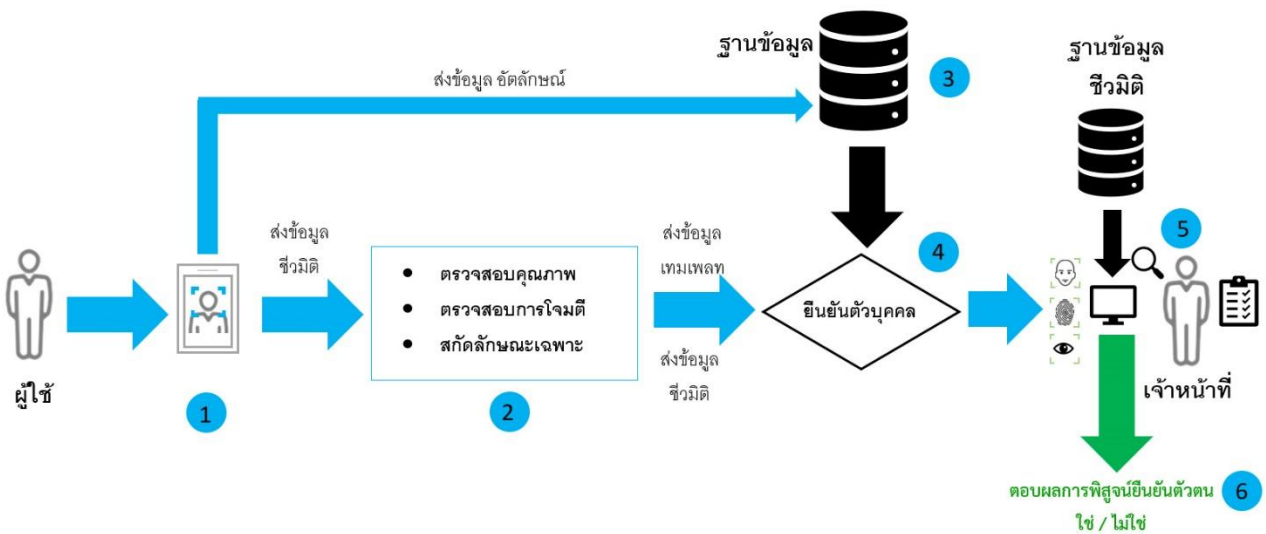 ฐานข้อมูล
3
ฐานข้อมูล
ชีวมิติ
ส่งข้อมูล อัตลักษณ์
ส่งข้อมูล
ชีวมิติ
ส่งข้อมูล
เทมเพลท
4
5
● ตรวจสอบคุณภาพ
● ตรวจสอบการโจมตี
● สกัดลักษณะเฉพาะ
ยืนยันตัวบุคคล
ส่งข้อมูล
ชีวมิติ
ผู้ใช้
1
2
เจ้าหน้าที่
ตอบผลการพิสูจน์ยืนยันตัวตน
6
ใช่ / ไม่ใช่